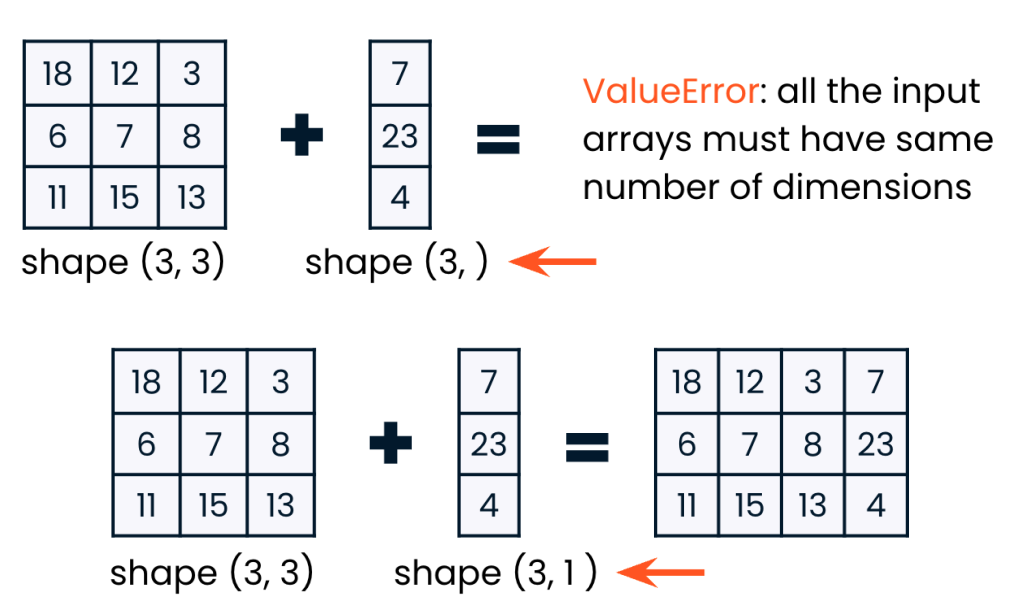 18 12 3
6 7 8
11 15 13
shape (3, 3)
+
7
23
4
shape (3, )
=
ValueError: all the input
arrays must have same
number of dimensions
18 12 3
6 7 8
11 15 13
shape (3, 3)
+
7
23
4
shape (3, 1 )
=
18 12 3 7
6 7 8 23
11 15 13 4